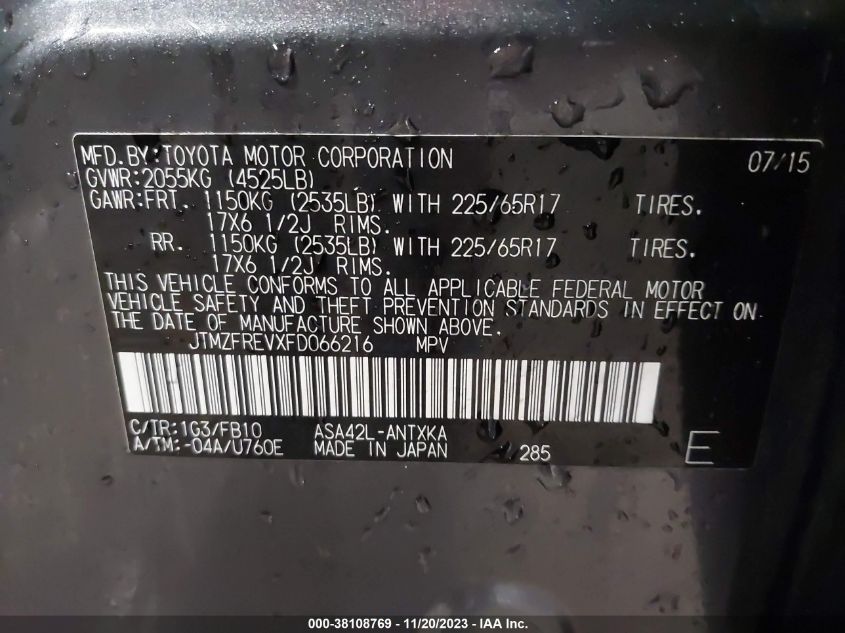 MFD.BY:TOYOTA MOTOR CORPORATION 07/15
GVWR:2055KG (4525LB)
GAWR:FRT. 1150KG (2535LB) WITH 225/65R17 TIRES.
17X6 1/2J RIMS.
RR. 1150KG (2535LB) WITH 225/65R17 TIRES.
17X6 1/2J RIMS.
THIS VEHICLE CONFORMS TO ALL APPLICABLE FEDERAL MOTOR
VEHICLE SAFETY AND THEFT PREVENTION STANDARDS IN EFFECT ON
THE DATE OF MANUFACTURE SHOWN ABOVE.
JTMZFREVXFD066216 MPV
C/TR:1G3/FB10 ASA42L-ANTXKA
A/TM:-04A/U760E MADE IN JAPAN 285 E
000-38108769 - 11/20/2023 - IAA Inc.